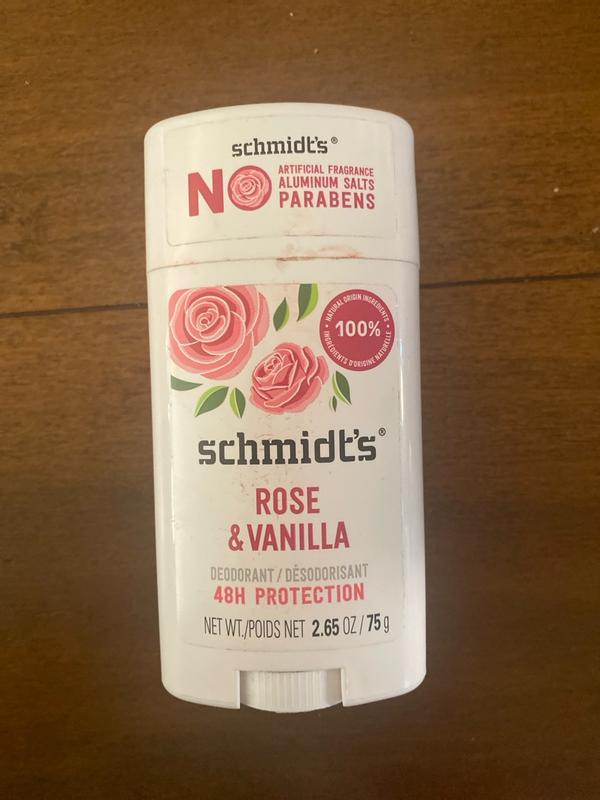 schmidt's®
NO
ARTIFICIAL FRAGRANCE
ALUMINUM SALTS
PARABENS
• NATURAL ORIGIN INGREDIENTS •
100%
INGRÉDIENTS D'ORIGINE NATURELLE
schmidt's®
ROSE
& VANILLA
DEODORANT / DÉSODORISANT
48H PROTECTION
NET WT./POIDS NET 2.65 OZ / 75 g